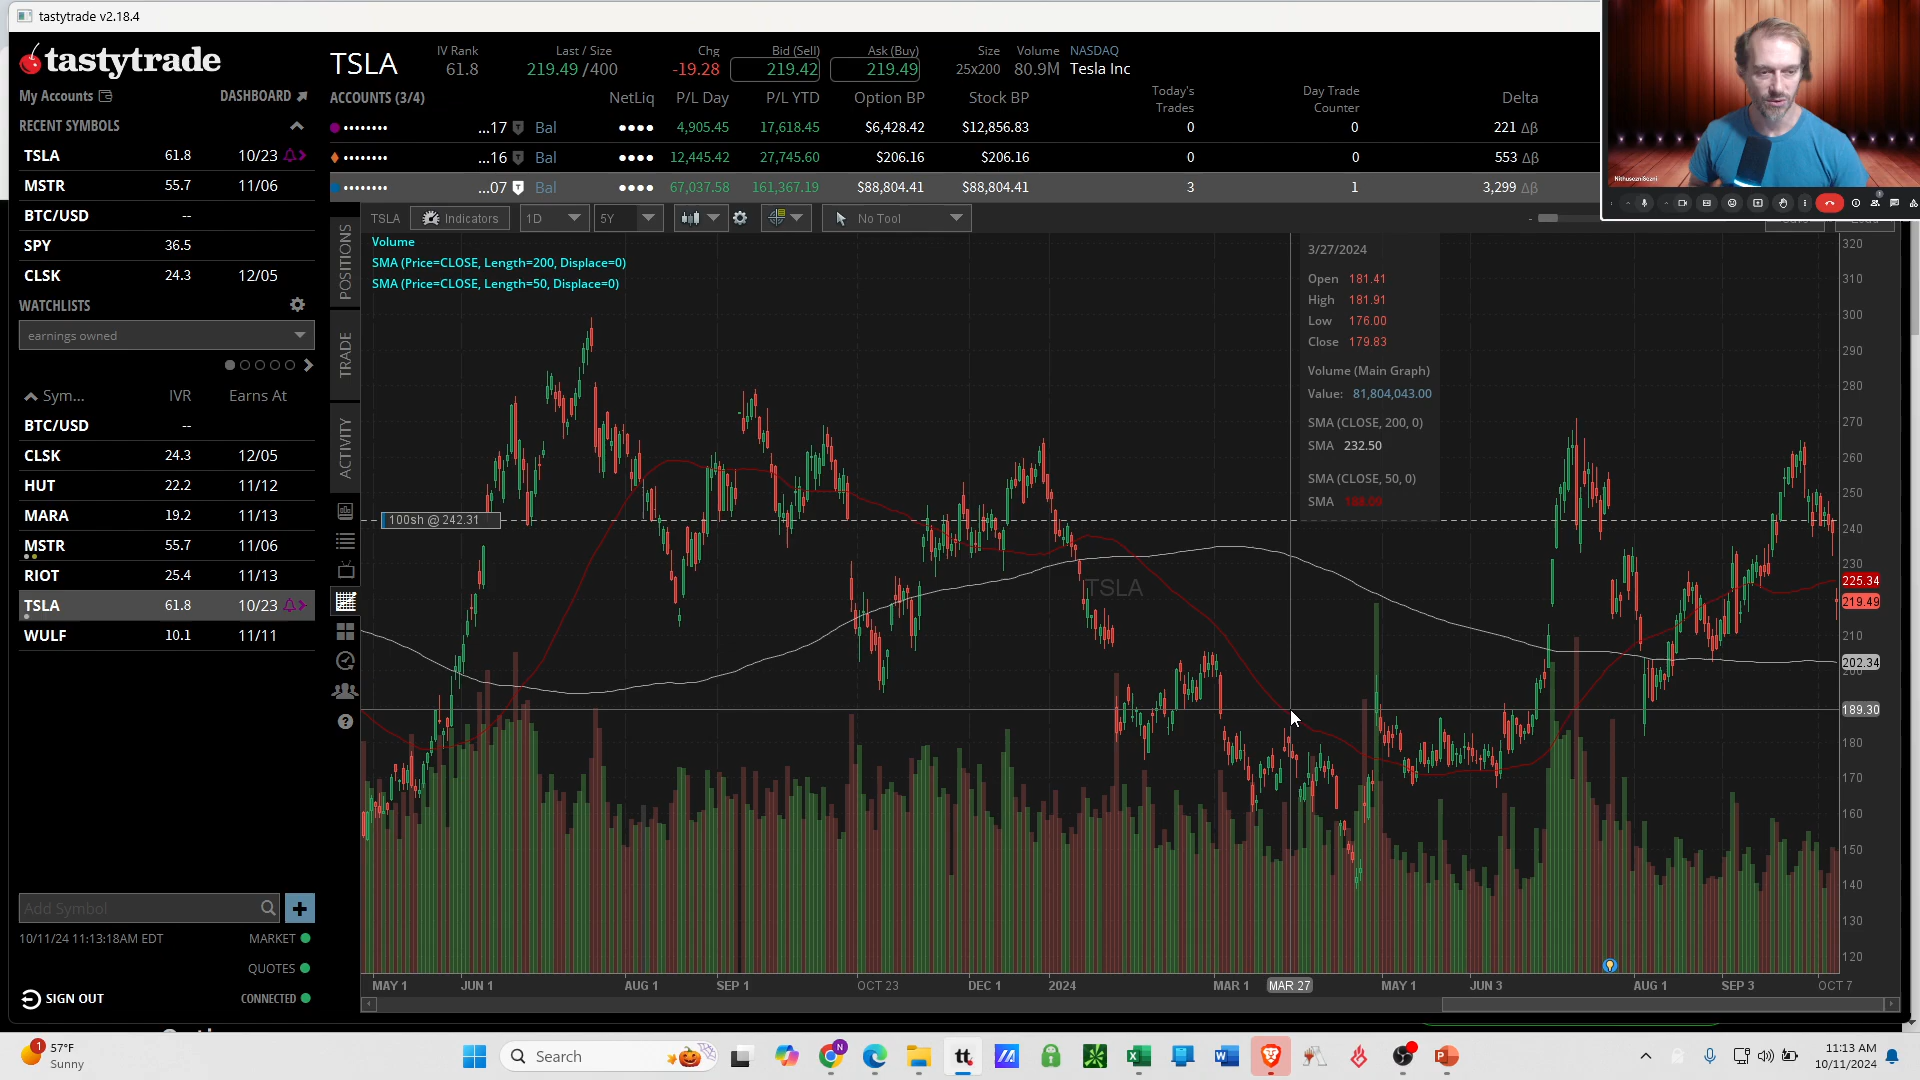 tastytrade v2.18.4
tastytrade
My Accounts
DASHBOARD
RECENT SYMBOLS
TSLA 61.8 10/23
MSTR 55.7 11/06
BTC/USD --
SPY 36.5
CLSK 24.3 12/05
WATCHLISTS
earnings owned
Sym... IVR Earns At
BTC/USD --
CLSK 24.3 12/05
HUT 22.2 11/12
MARA 19.2 11/13
MSTR 55.7 11/06
RIOT 25.4 11/13
TSLA 61.8 10/23
WULF 10.1 11/11
Add Symbol
10/11/24 11:13:18AM EDT MARKET
QUOTES
SIGN OUT CONNECTED
TSLA
IV Rank Last / Size Chg Bid (Sell) Ask (Buy) Size Volume NASDAQ
61.8 219.49 /400 -19.28 219.42 219.49 25x200 80.9M Tesla Inc
ACCOUNTS (3/4) NetLiq P/L Day P/L YTD Option BP Stock BP Today's Trades Day Trade Counter Delta
...17 Bal 4,905.45 17,618.45 $6,428.42 $12,856.83 0 0 221 Δβ
...16 Bal 12,445.42 27,745.60 $206.16 $206.16 0 0 553 Δβ
...07 Bal 67,037.58 161,367.19 $88,804.41 $88,804.41 3 1 3,299 Δβ
TSLA Indicators 1D 5Y No Tool
POSITIONS
TRADE
ACTIVITY
Volume
SMA (Price=CLOSE, Length=200, Displace=0)
SMA (Price=CLOSE, Length=50, Displace=0)
100sh @ 242.31
TSLA
3/27/2024
Open 181.41
High 181.91
Low 176.00
Close 179.83
Volume (Main Graph)
Value: 81,804,043.00
SMA (CLOSE, 200, 0)
SMA 232.50
SMA (CLOSE, 50, 0)
SMA 188.09
320
310
300
290
280
270
260
250
240
230
225.34
219.49
210
202.34
200
189.30
180
170
160
150
140
130
120
MAY 1 JUN 1 AUG 1 SEP 1 OCT 23 DEC 1 2024 MAR 1 MAR 27 MAY 1 JUN 3 AUG 1 SEP 3 OCT 7
57°F
Sunny
Search
11:13 AM
10/11/2024